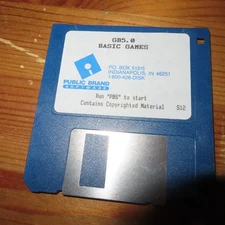 GB5.0
BASIC GAMES
PUBLIC BRAND
SOFTWARE
P.O. BOX 51315
INDIANAPOLIS, IN 46251
1-800-426-DISK
Run "PBS" to start
Contains Copyrighted Material S12